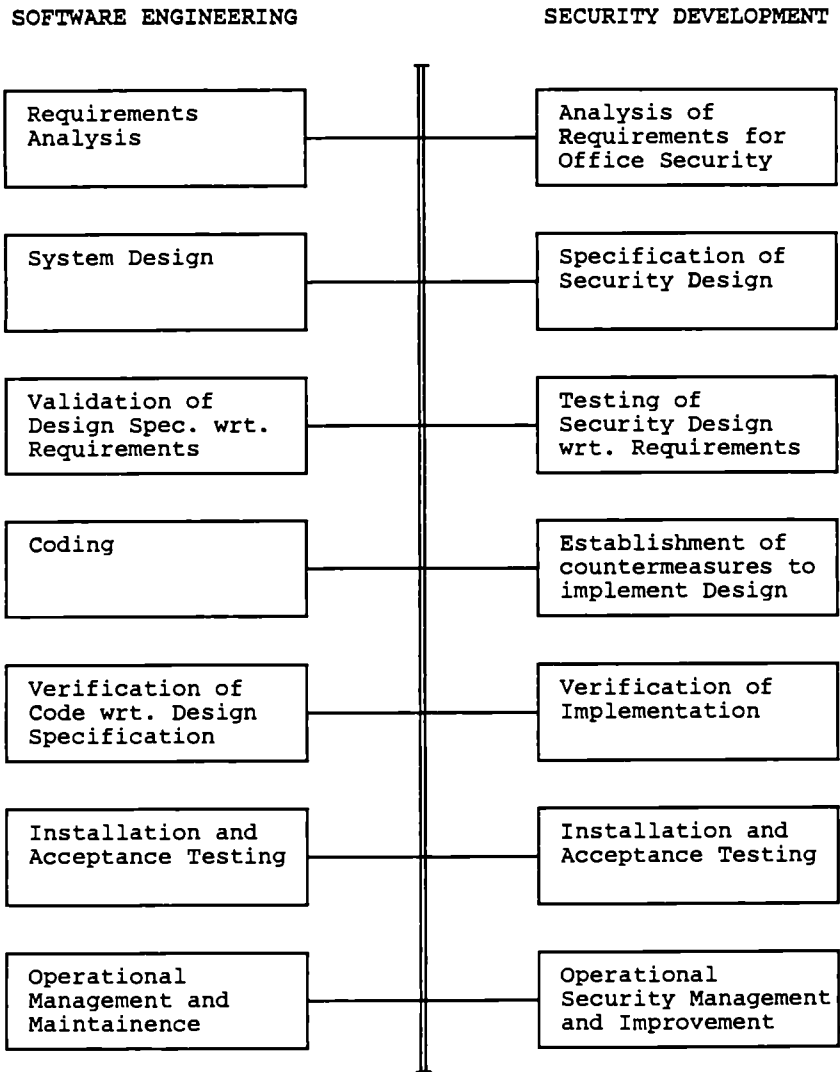 SOFTWARE ENGINEERING
SECURITY DEVELOPMENT
Requirements
Analysis
Analysis of
Requirements for
Office Security
System Design
Specification of
Security Design
Validation of
Design Spec. wrt.
Requirements
Testing of
Security Design
wrt. Requirements
Coding
Establishment of
countermeasures to
implement Design
Verification of
Code wrt. Design
Specification
Verification of
Implementation
Installation and
Acceptance Testing
Installation and
Acceptance Testing
Operational
Management and
Maintainence
Operational
Security Management
and Improvement